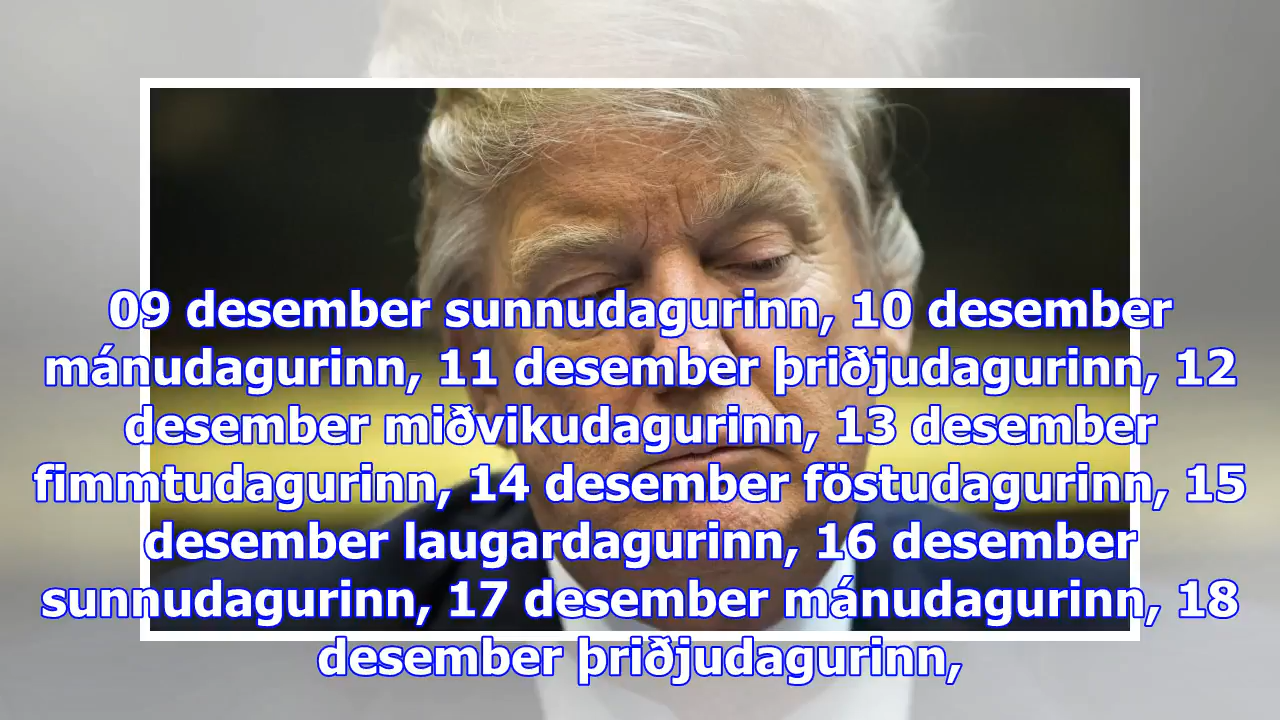 09 desember sunnudagurinn, 10 desember
mánudagurinn, 11 desember þriðjudagurinn, 12
desember miðvikudagurinn, 13 desember
fimmtudagurinn, 14 desember föstudagurinn, 15
desember laugardagurinn, 16 desember
sunnudagurinn, 17 desember mánudagurinn, 18
desember þriðjudagurinn,